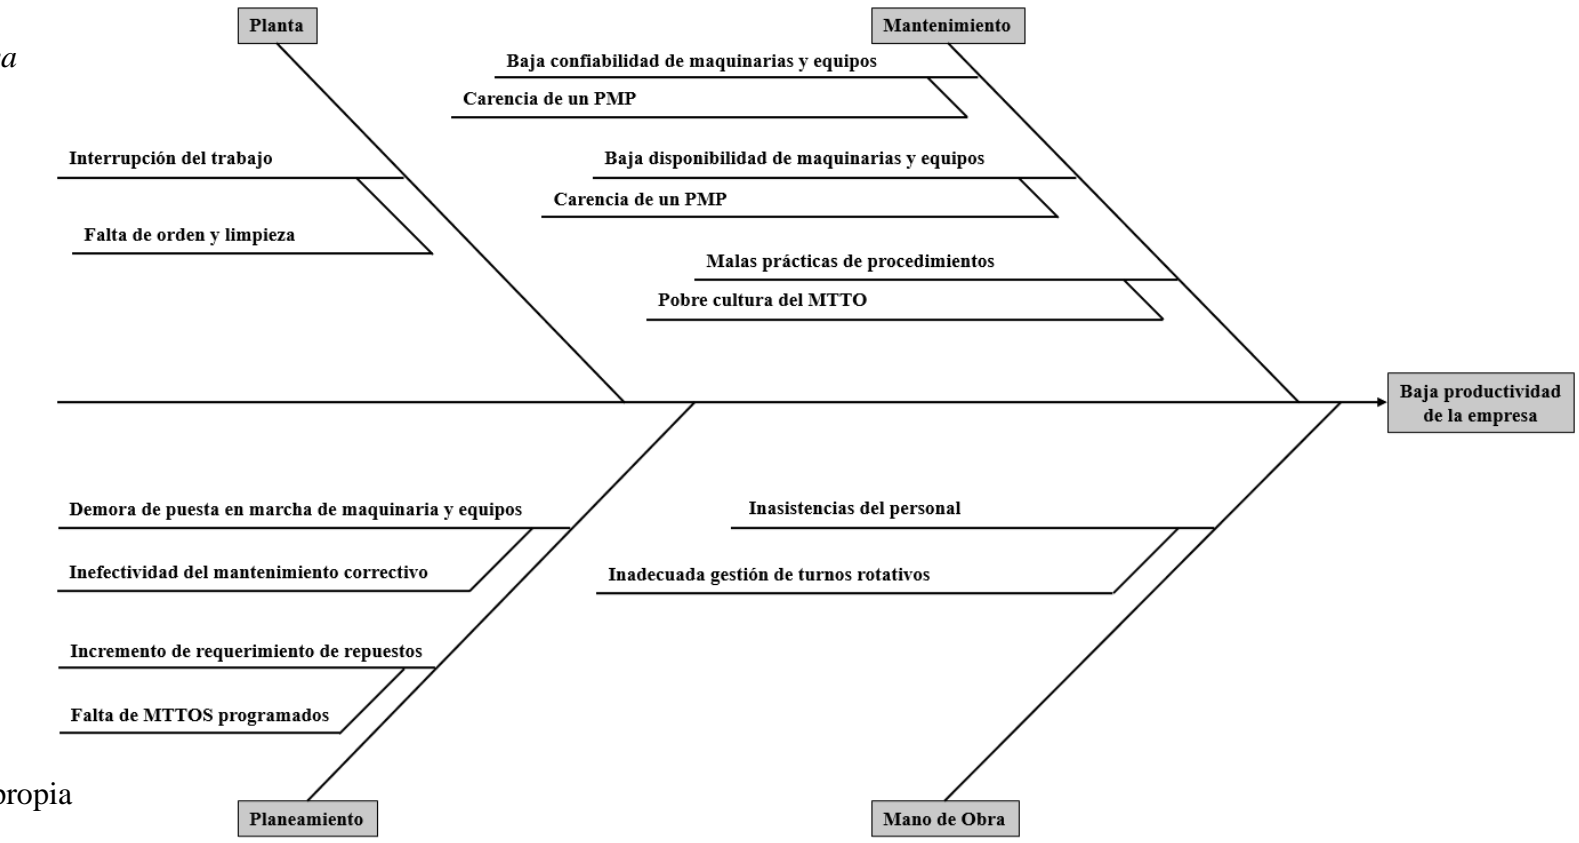 Planta
Mantenimiento
Baja confiabilidad de maquinarias y equipos
Carencia de un PMP
Interrupción del trabajo
Baja disponibilidad de maquinarias y equipos
Carencia de un PMP
Falta de orden y limpieza
Malas prácticas de procedimientos
Pobre cultura del MTTO
Baja productividad
de la empresa
Demora de puesta en marcha de maquinaria y equipos
Inasistencias del personal
Inefectividad del mantenimiento correctivo
Inadecuada gestión de turnos rotativos
Incremento de requerimiento de repuestos
Falta de MTTOS programados
propia
Planeamiento
Mano de Obra